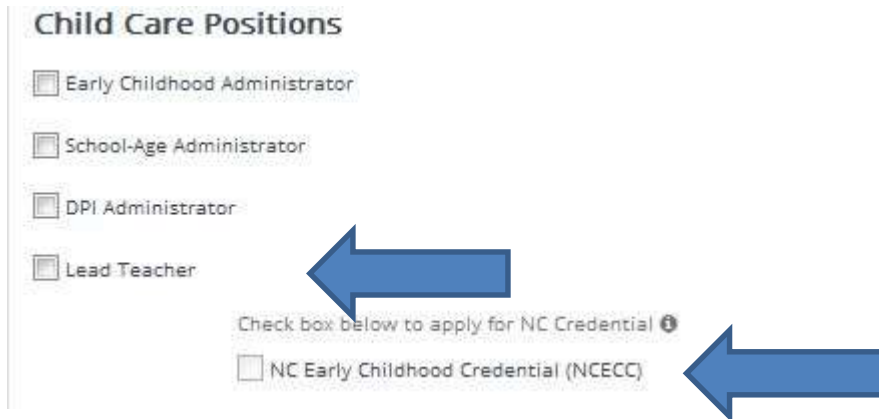 Child Care Positions
Early Childhood Administrator
School-Age Administrator
DPI Administrator
Lead Teacher
Check box below to apply for NC Credential
NC Early Childhood Credential (NCECC)